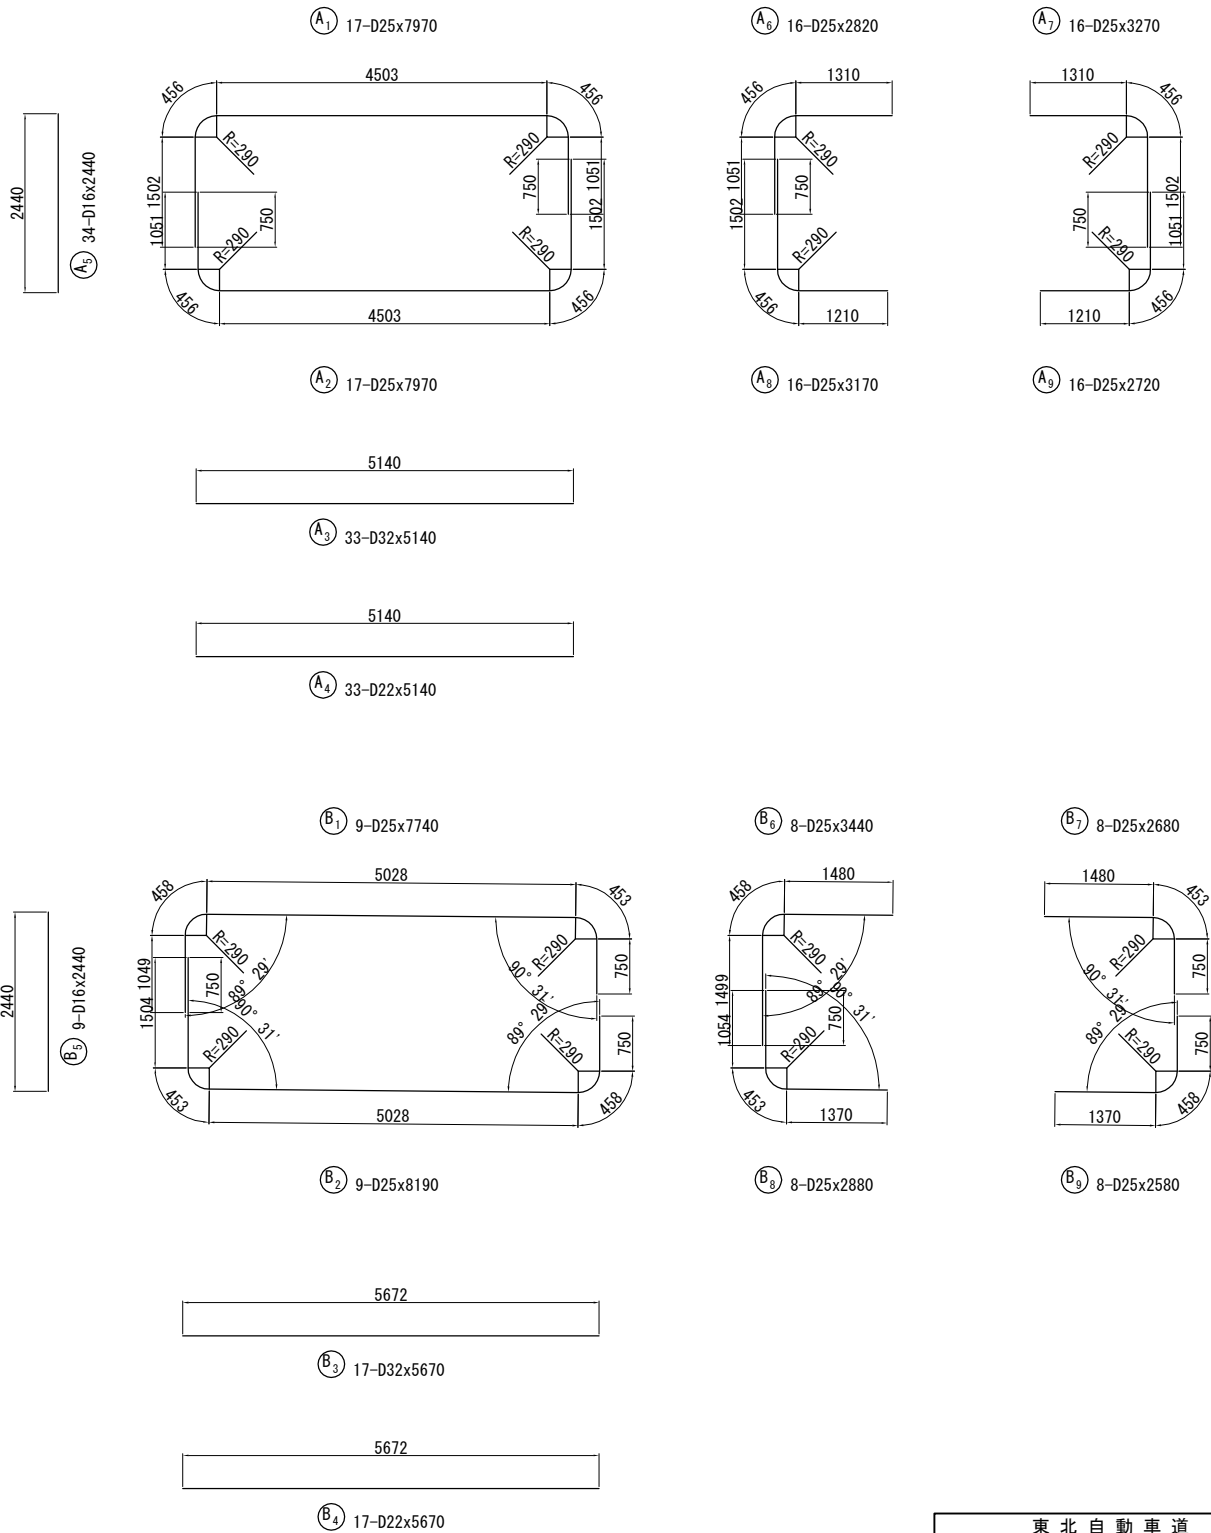 A1 17-D25x7970
A6 16-D25x2820
A7 16-D25x3270
4503
456
456
R=290
R=290
1502
1051
750
750
1051
1502
R=290
R=290
456
456
4503
2440
A5 34-D16x2440
1310
456
R=290
1051
1502
750
R=290
456
1210
1310
456
R=290
1502
1051
750
R=290
456
1210
A2 17-D25x7970
A8 16-D25x3170
A9 16-D25x2720
5140
A3 33-D32x5140
5140
A4 33-D22x5140
B1 9-D25x7740
B6 8-D25x3440
B7 8-D25x2680
5028
458
453
R=290
R=290
1049
1504
750
750
89° 29′
90° 31′
90° 31′
89° 29′
750
R=290
R=290
453
458
5028
2440
B5 9-D16x2440
1480
458
R=290
1499
1054
89° 29′
90° 31′
750
R=290
453
1370
1480
453
R=290
750
90° 31′
89° 29′
750
R=290
458
1370
B2 9-D25x8190
B8 8-D25x2880
B9 8-D25x2580
5672
B3 17-D32x5670
5672
B4 17-D22x5670
東北自動車道